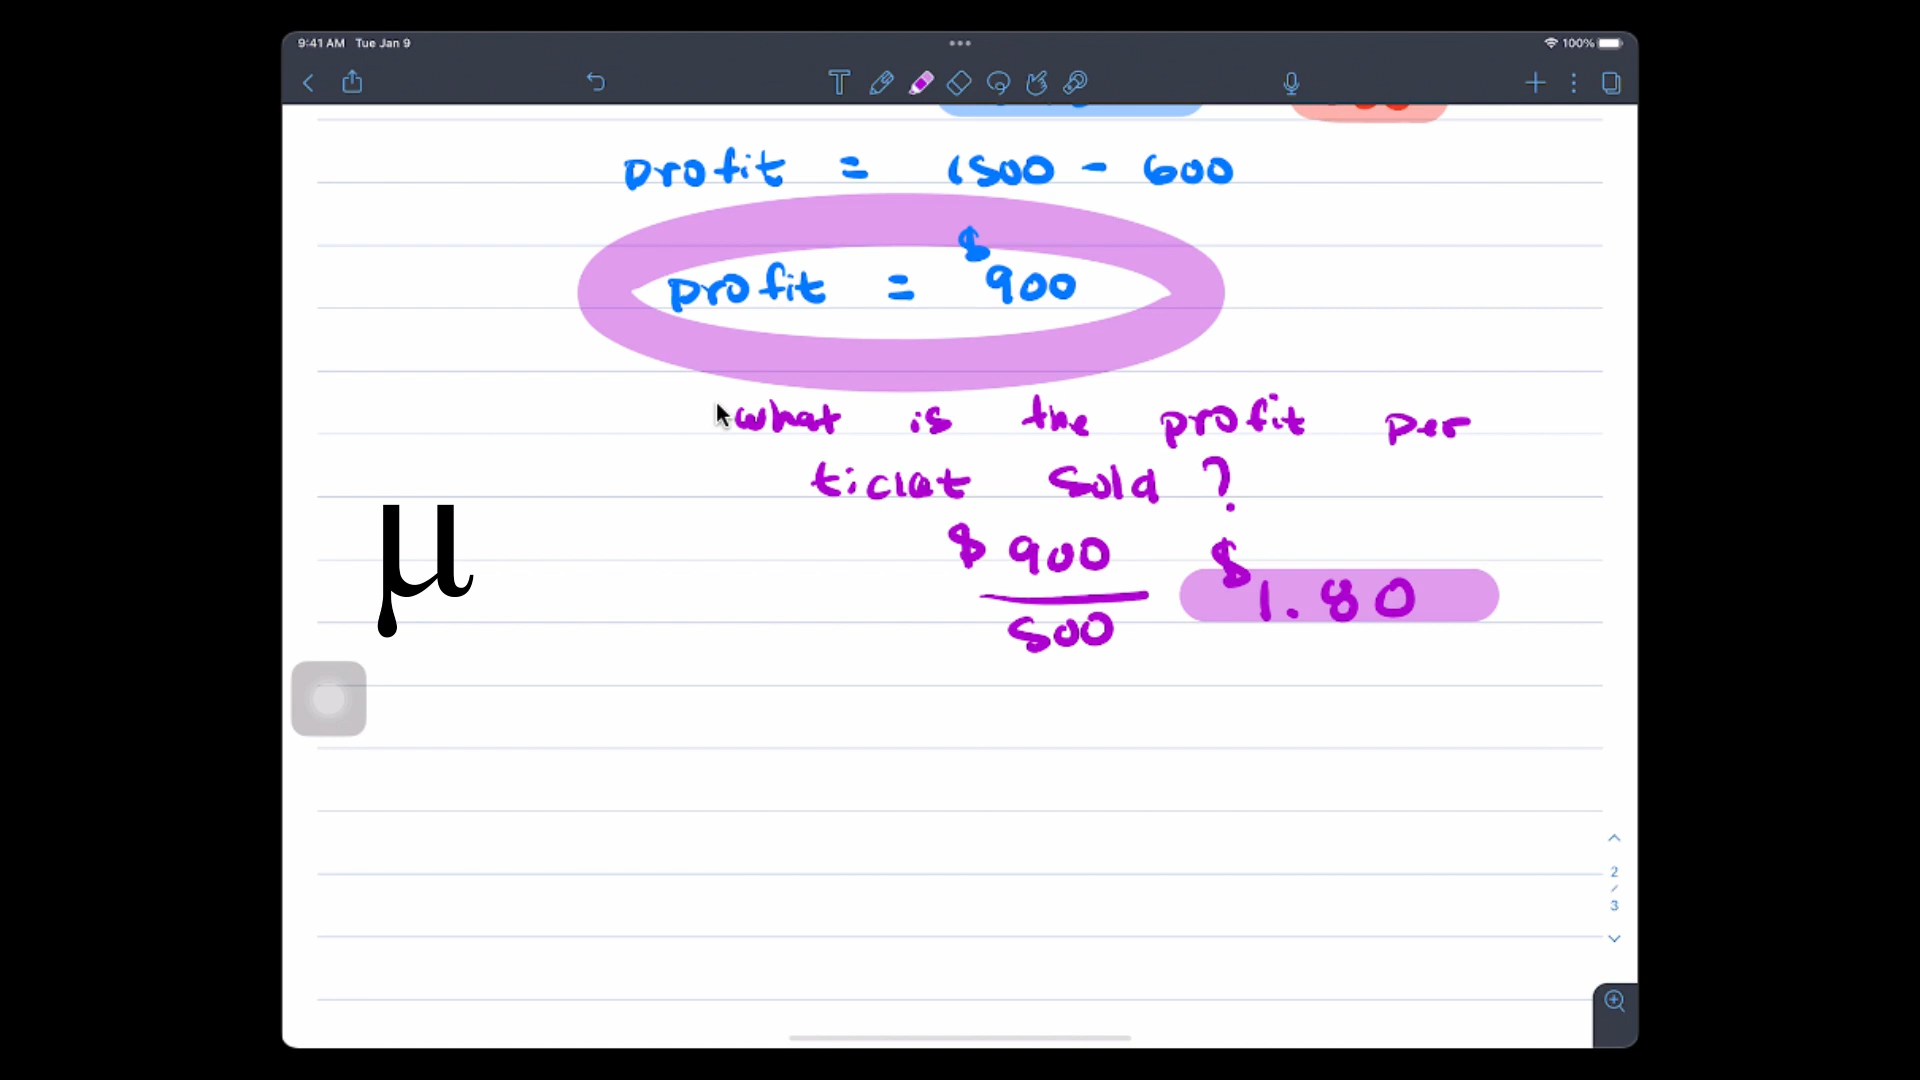 9:41 AM Tue Jan 9
100%
profit = 1500 - 600
profit = $900
what is the profit per
ticket sold ?
$ 900
500
$1.80
μ
2
/
3